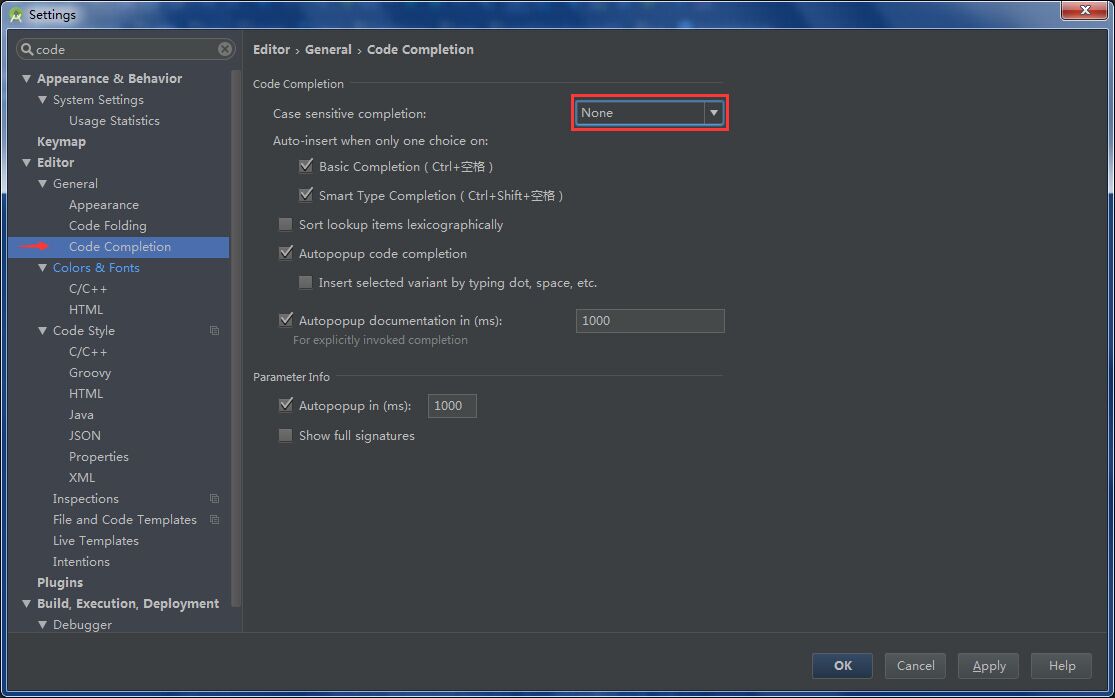 Settings
code
Appearance & Behavior
System Settings
Usage Statistics
Keymap
Editor
General
Appearance
Code Folding
Code Completion
Colors & Fonts
C/C++
HTML
Code Style
C/C++
Groovy
HTML
Java
JSON
Properties
XML
Inspections
File and Code Templates
Live Templates
Intentions
Plugins
Build, Execution, Deployment
Debugger
Editor › General › Code Completion
Code Completion
Case sensitive completion: None
Auto-insert when only one choice on:
Basic Completion ( Ctrl+空格 )
Smart Type Completion ( Ctrl+Shift+空格 )
Sort lookup items lexicographically
Autopopup code completion
Insert selected variant by typing dot, space, etc.
Autopopup documentation in (ms): 1000
For explicitly invoked completion
Parameter Info
Autopopup in (ms): 1000
Show full signatures
OK Cancel Apply Help